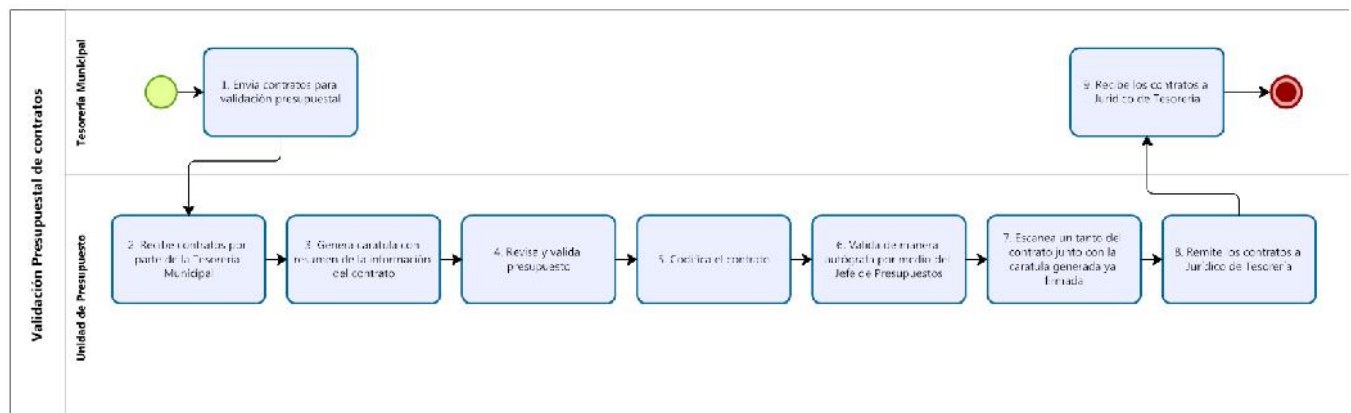 Validación Presupuestal de contratos
Tesorería Municipal
1. Envía contratos para
validación presupuestal
9. Recibe los contratos a
Jurídico de Tesorería
Unidad de Presupuesto
2. Recibe contratos por
parte de la Tesorería
Municipal
3. Genera caratula con
resumen de la información
del contrato
4. Revisa y valida
presupuesto
5. Codifica el contrato
6. Valida de manera
autógrafa por medio del
Jefe de Presupuestos
7. Escanea un tanto del
contrato junto con la
caratula generada ya
firmada
8. Remite los contratos a
Jurídico de Tesorería